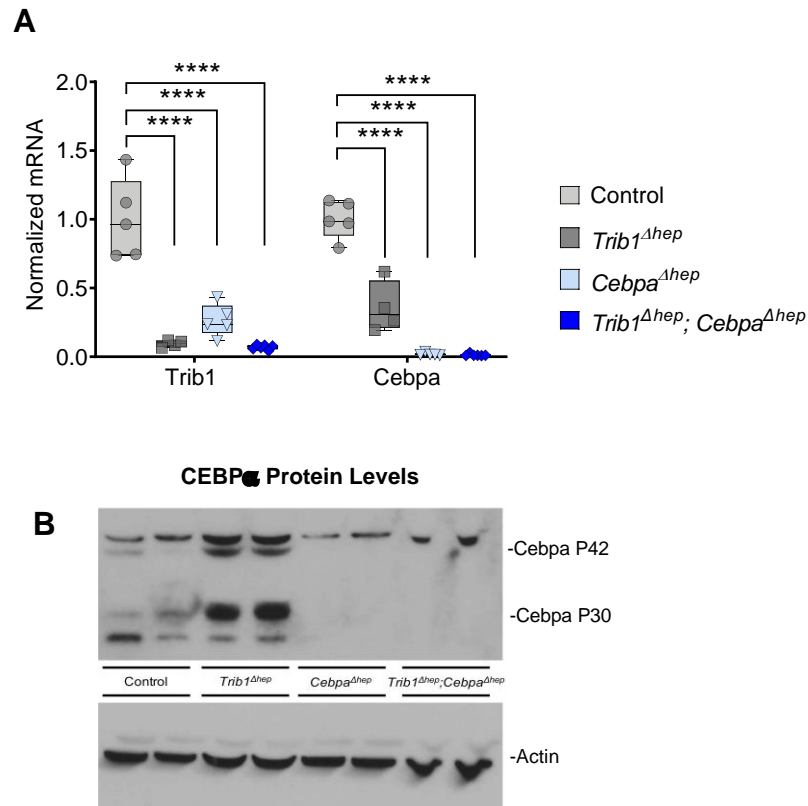 A
Normalized mRNA
2.0
1.5
1.0
0.5
0.0
****
****
****
****
****
****
Trib1
Cebpa
Control
Trib1Δhep
CebpaΔhep
Trib1Δhep; CebpaΔhep
CEBPα Protein Levels
B
-Cebpa P42
-Cebpa P30
Control
Trib1Δhep
CebpaΔhep
Trib1Δhep;CebpaΔhep
-Actin